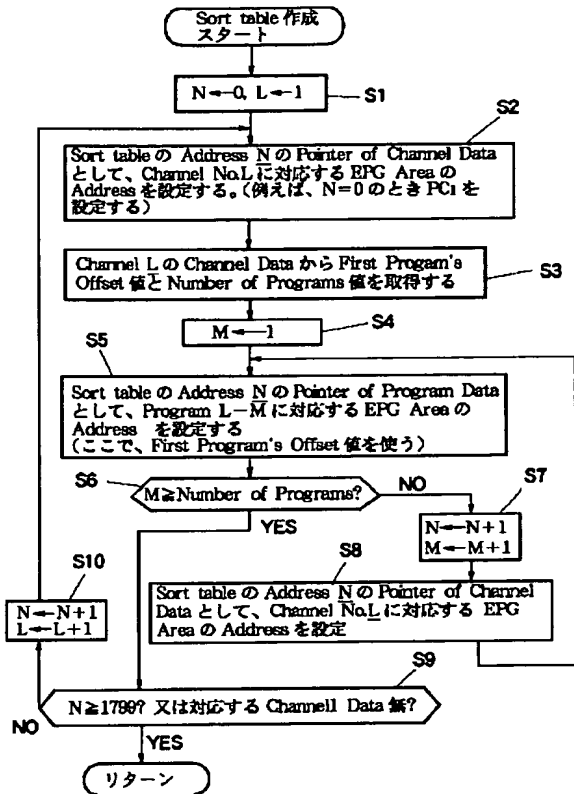 Sort table 作成
スタート
N←0, L←1
S1
S2
Sort table の Address N の Pointer of Channel Data
として、Channel No.L に対応する EPG Area の
Address を設定する。(例えば、N=0 のとき PC1 を
設定する)
Channel L の Channel Data から First Progam's
Offset 値と Number of Programs 値を取得する
S3
M←1
S4
S5
Sort table の Address N の Pointer of Program Data
として、Program L−M に対応する EPG Area の
Address を設定する
(ここで、First Program's Offset 値を使う)
S6
M≧Number of Programs?
NO
YES
S7
N←N+1
M←M+1
S8
Sort table の Address N の Pointer of Channel
Data として、Channel No.L に対応する EPG
Area の Address を設定
S10
N←N+1
L←L+1
S9
N≧1799? 又は対応する Channell Data 無?
NO
YES
リターン